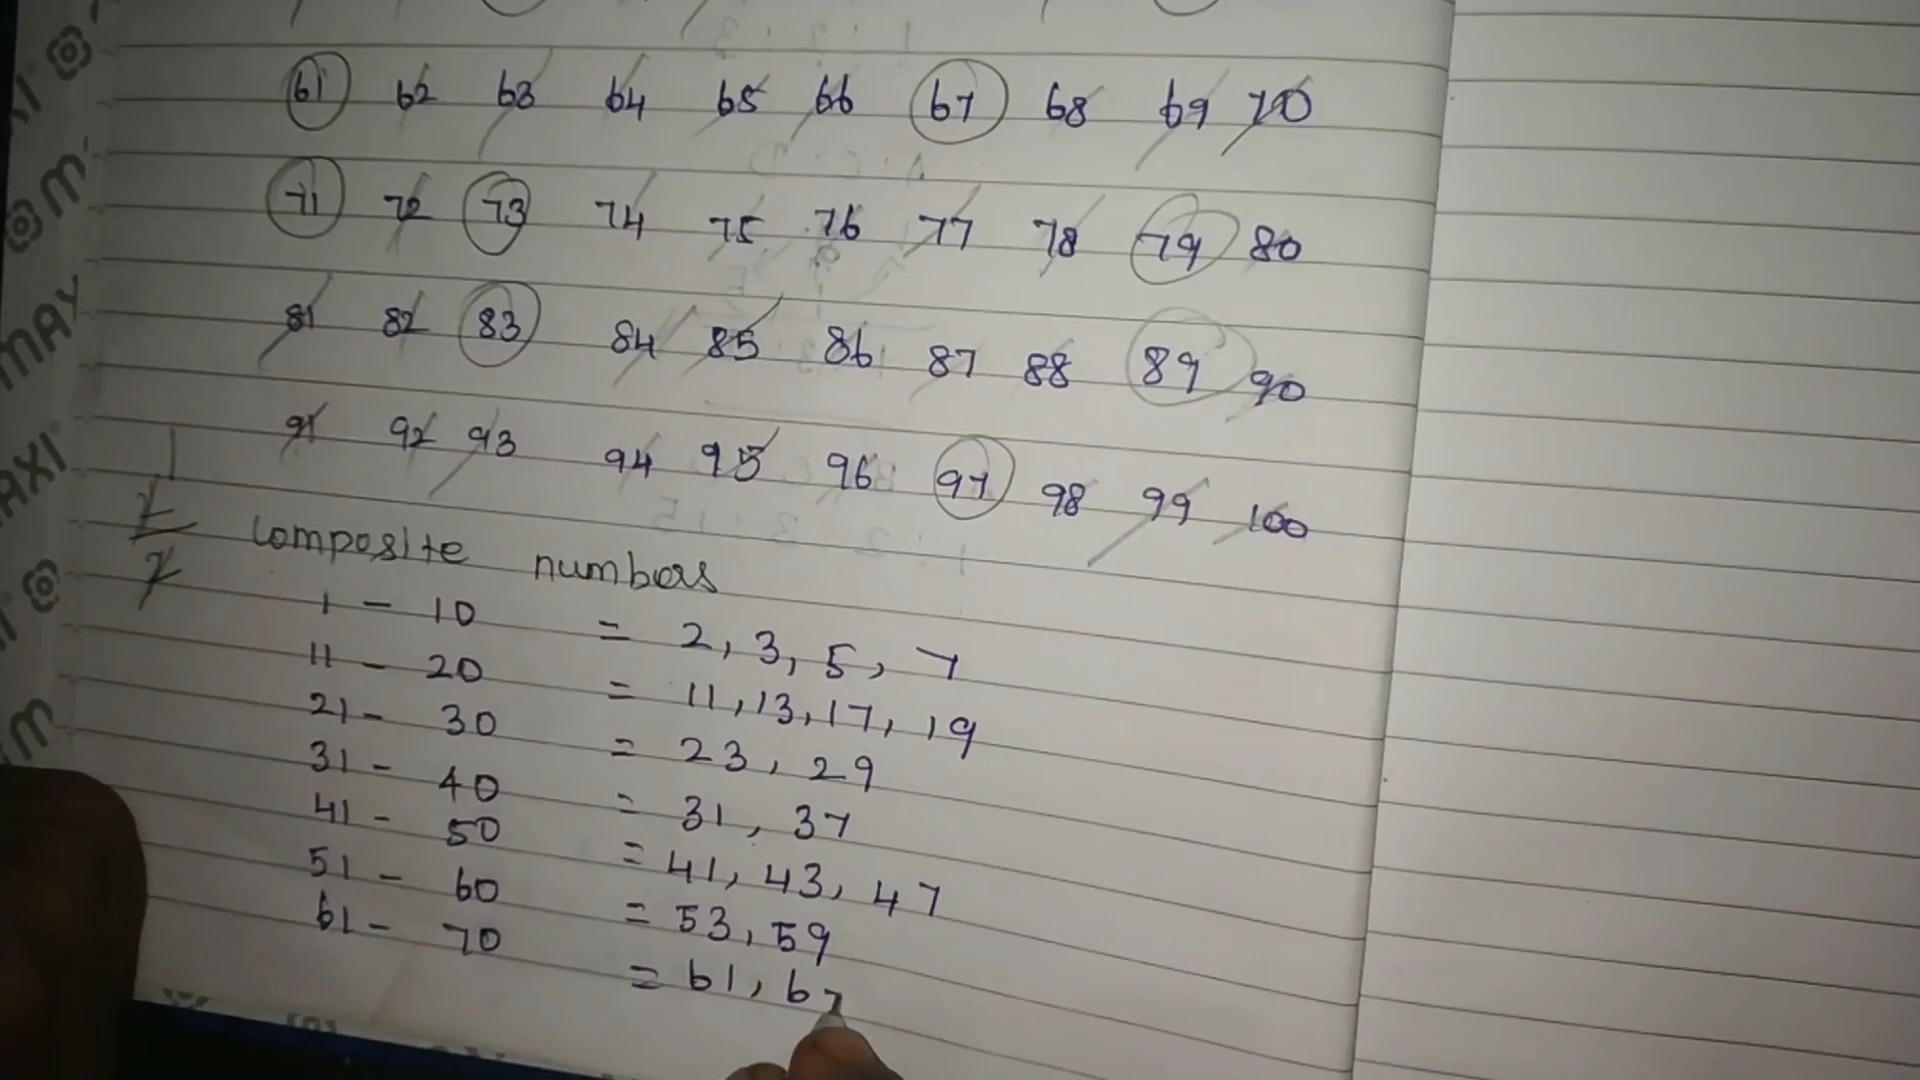 61 62 63 64 65 66 67 68 69 70
71 72 73 74 75 76 77 78 79 80
81 82 83 84 85 86 87 88 89 90
91 92 93 94 95 96 97 98 99 100
composite numbers
1 - 10 = 2, 3, 5, 7
11 - 20 = 11, 13, 17, 19
21 - 30 = 23, 29
31 - 40 = 31, 37
41 - 50 = 41, 43, 47
51 - 60 = 53, 59
61 - 70 = 61, 67